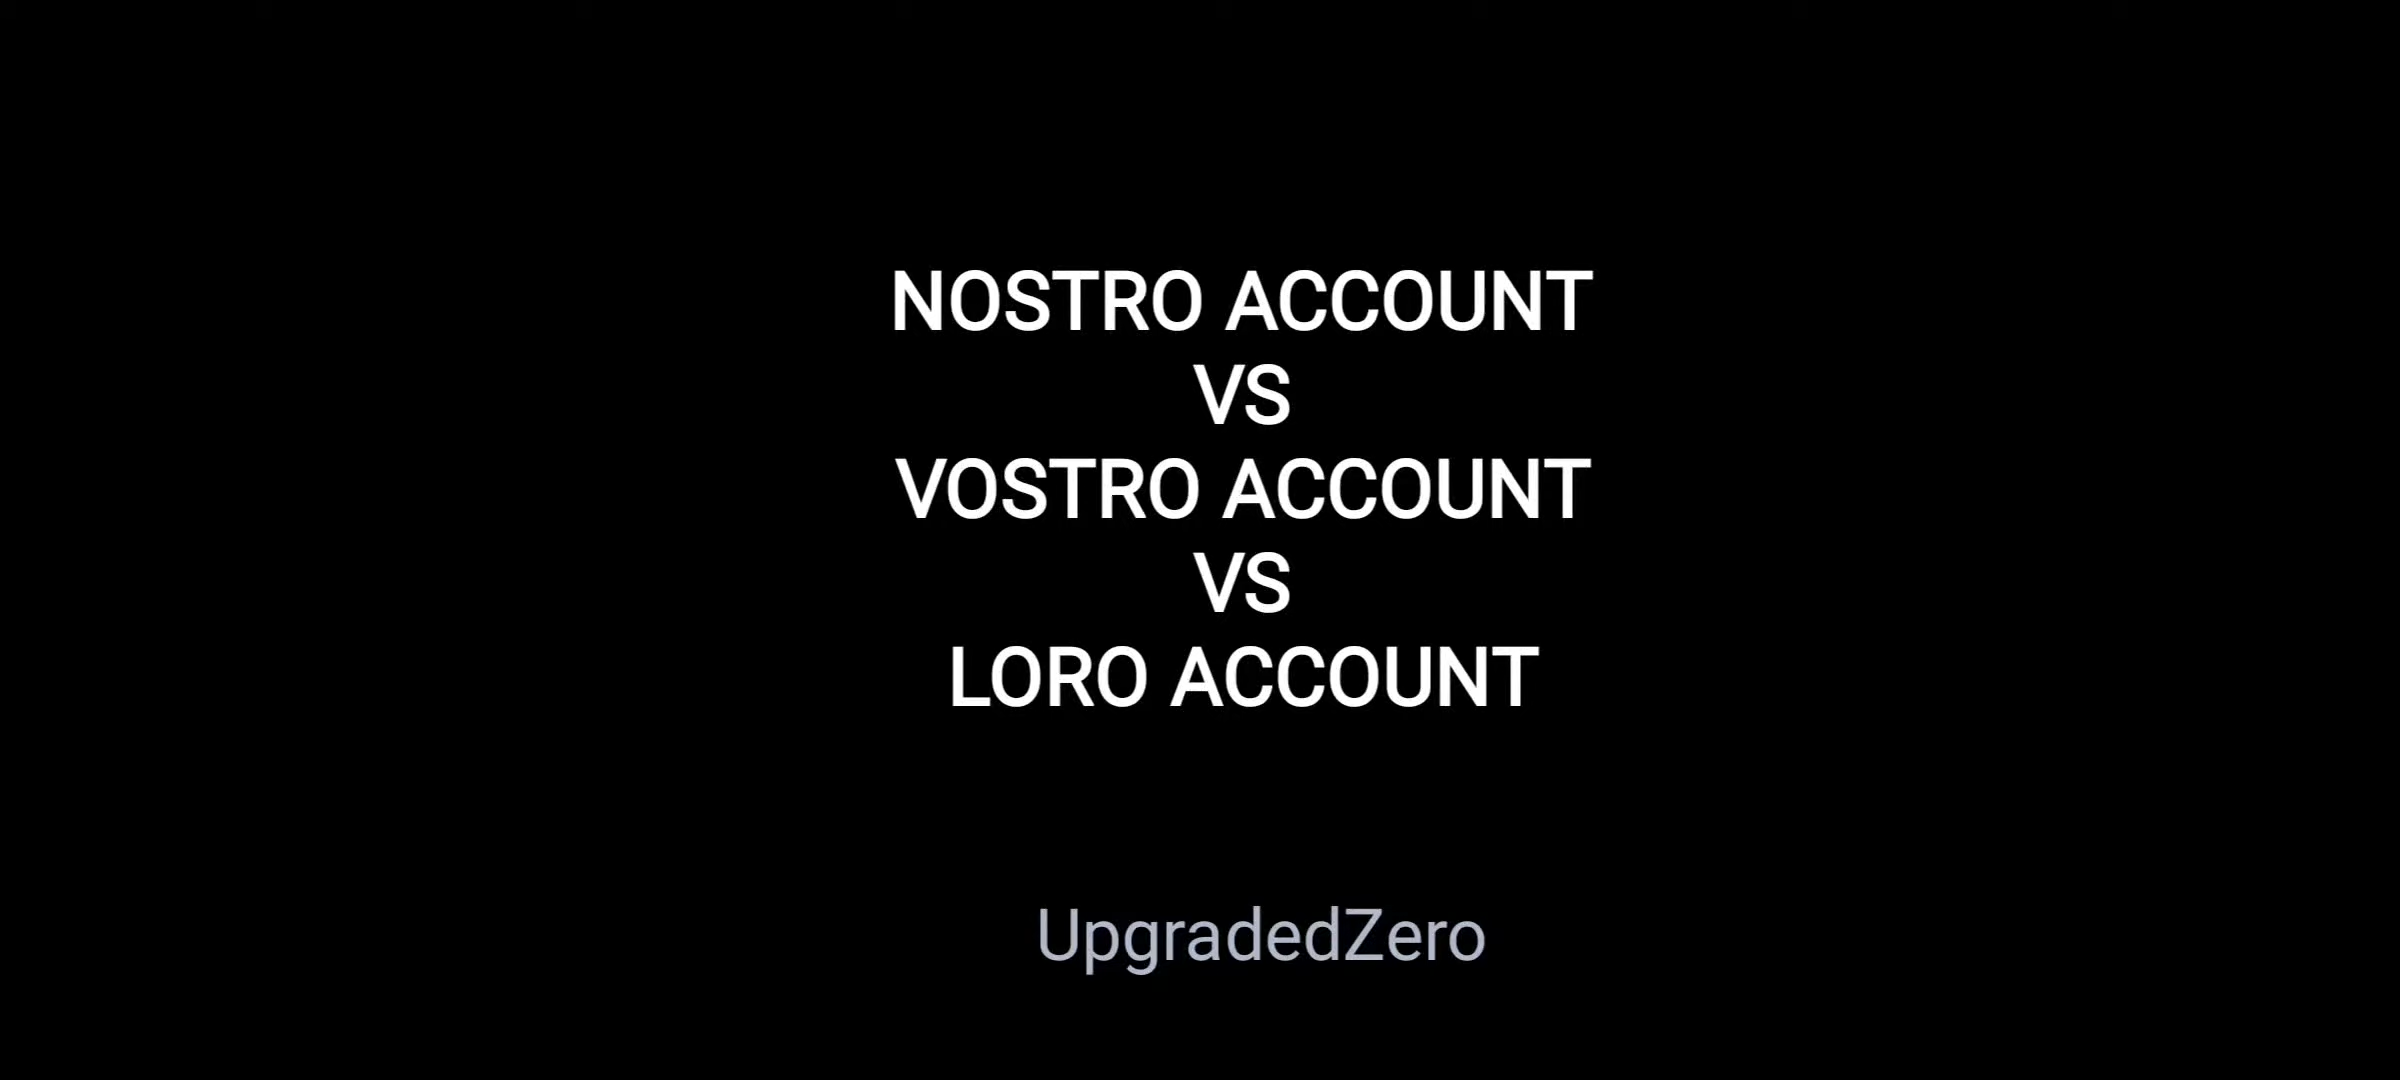 NOSTRO ACCOUNT
VS
VOSTRO ACCOUNT
VS
LORO ACCOUNT
UpgradedZero